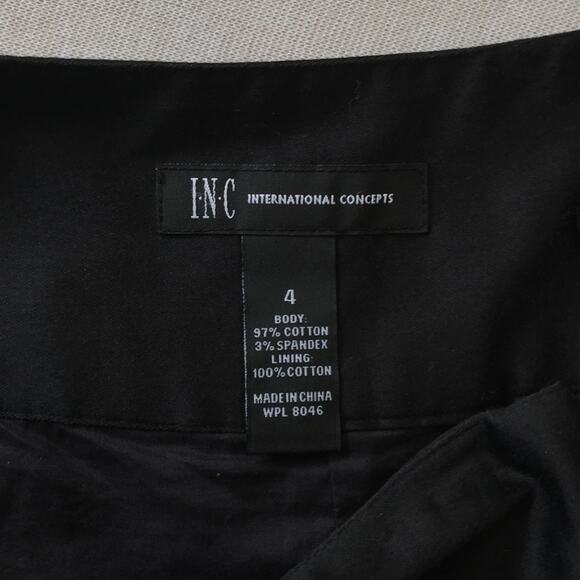 I·N·C INTERNATIONAL CONCEPTS
4
BODY:
97% COTTON
3% SPANDEX
LINING:
100% COTTON
MADE IN CHINA
WPL 8046